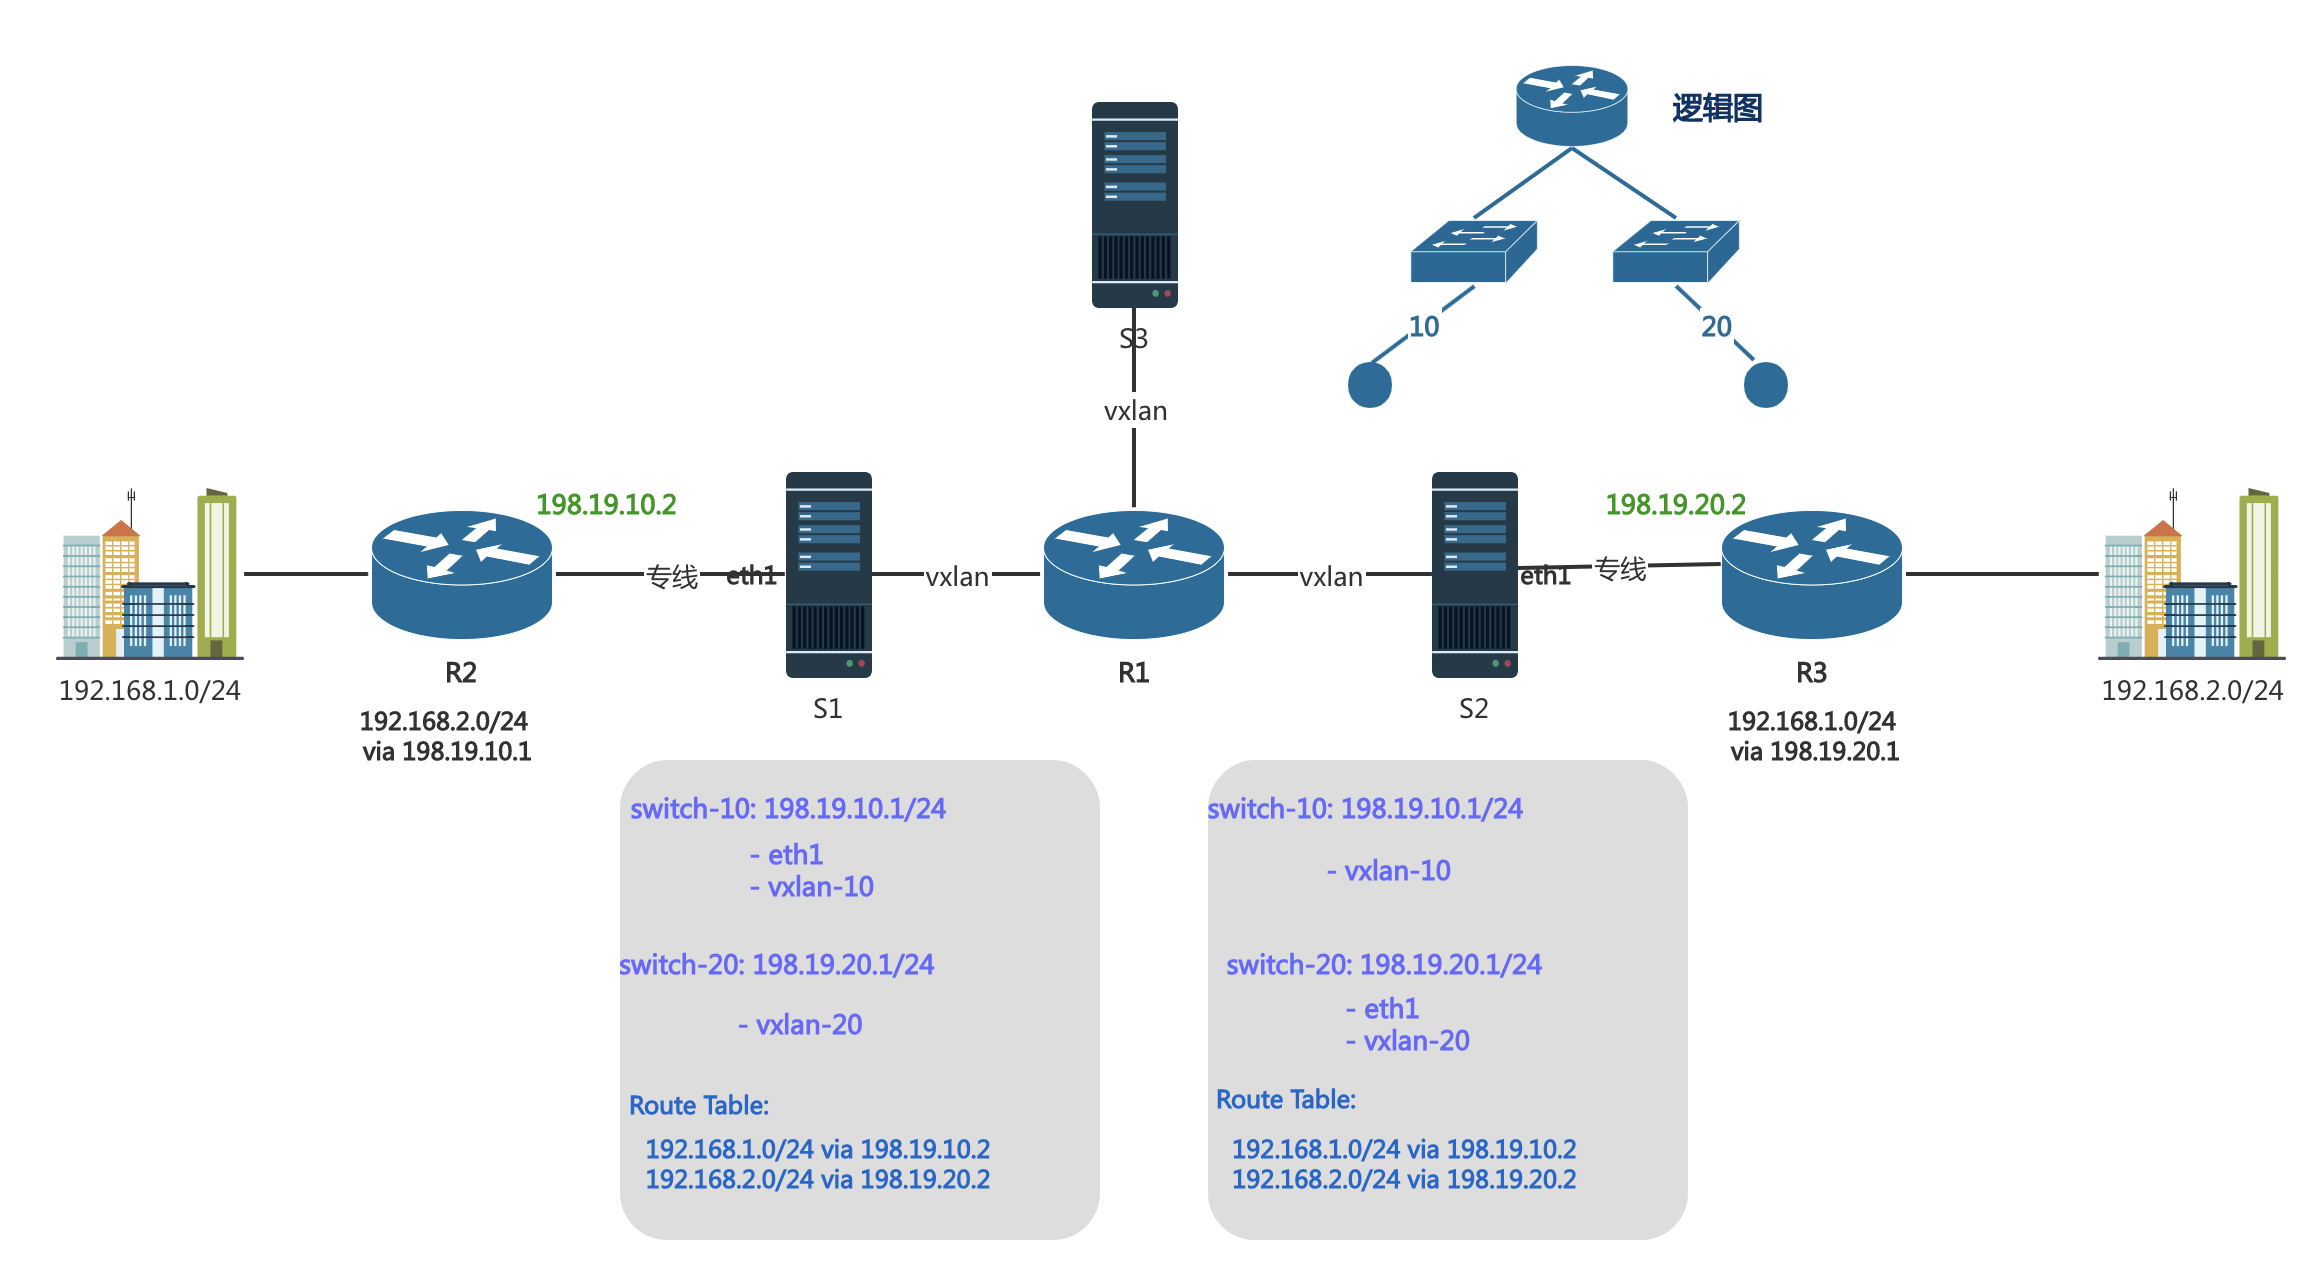 逻辑图
S3
10
20
vxlan
198.19.10.2
198.19.20.2
专线
eth1
vxlan
vxlan
eth1
专线
R2
R1
R3
192.168.1.0/24
S1
S2
192.168.2.0/24
192.168.2.0/24
via 198.19.10.1
192.168.1.0/24
via 198.19.20.1
switch-10: 198.19.10.1/24
- eth1
- vxlan-10
switch-20: 198.19.20.1/24
- vxlan-20
Route Table:
192.168.1.0/24 via 198.19.10.2
192.168.2.0/24 via 198.19.20.2
switch-10: 198.19.10.1/24
- vxlan-10
switch-20: 198.19.20.1/24
- eth1
- vxlan-20
Route Table:
192.168.1.0/24 via 198.19.10.2
192.168.2.0/24 via 198.19.20.2